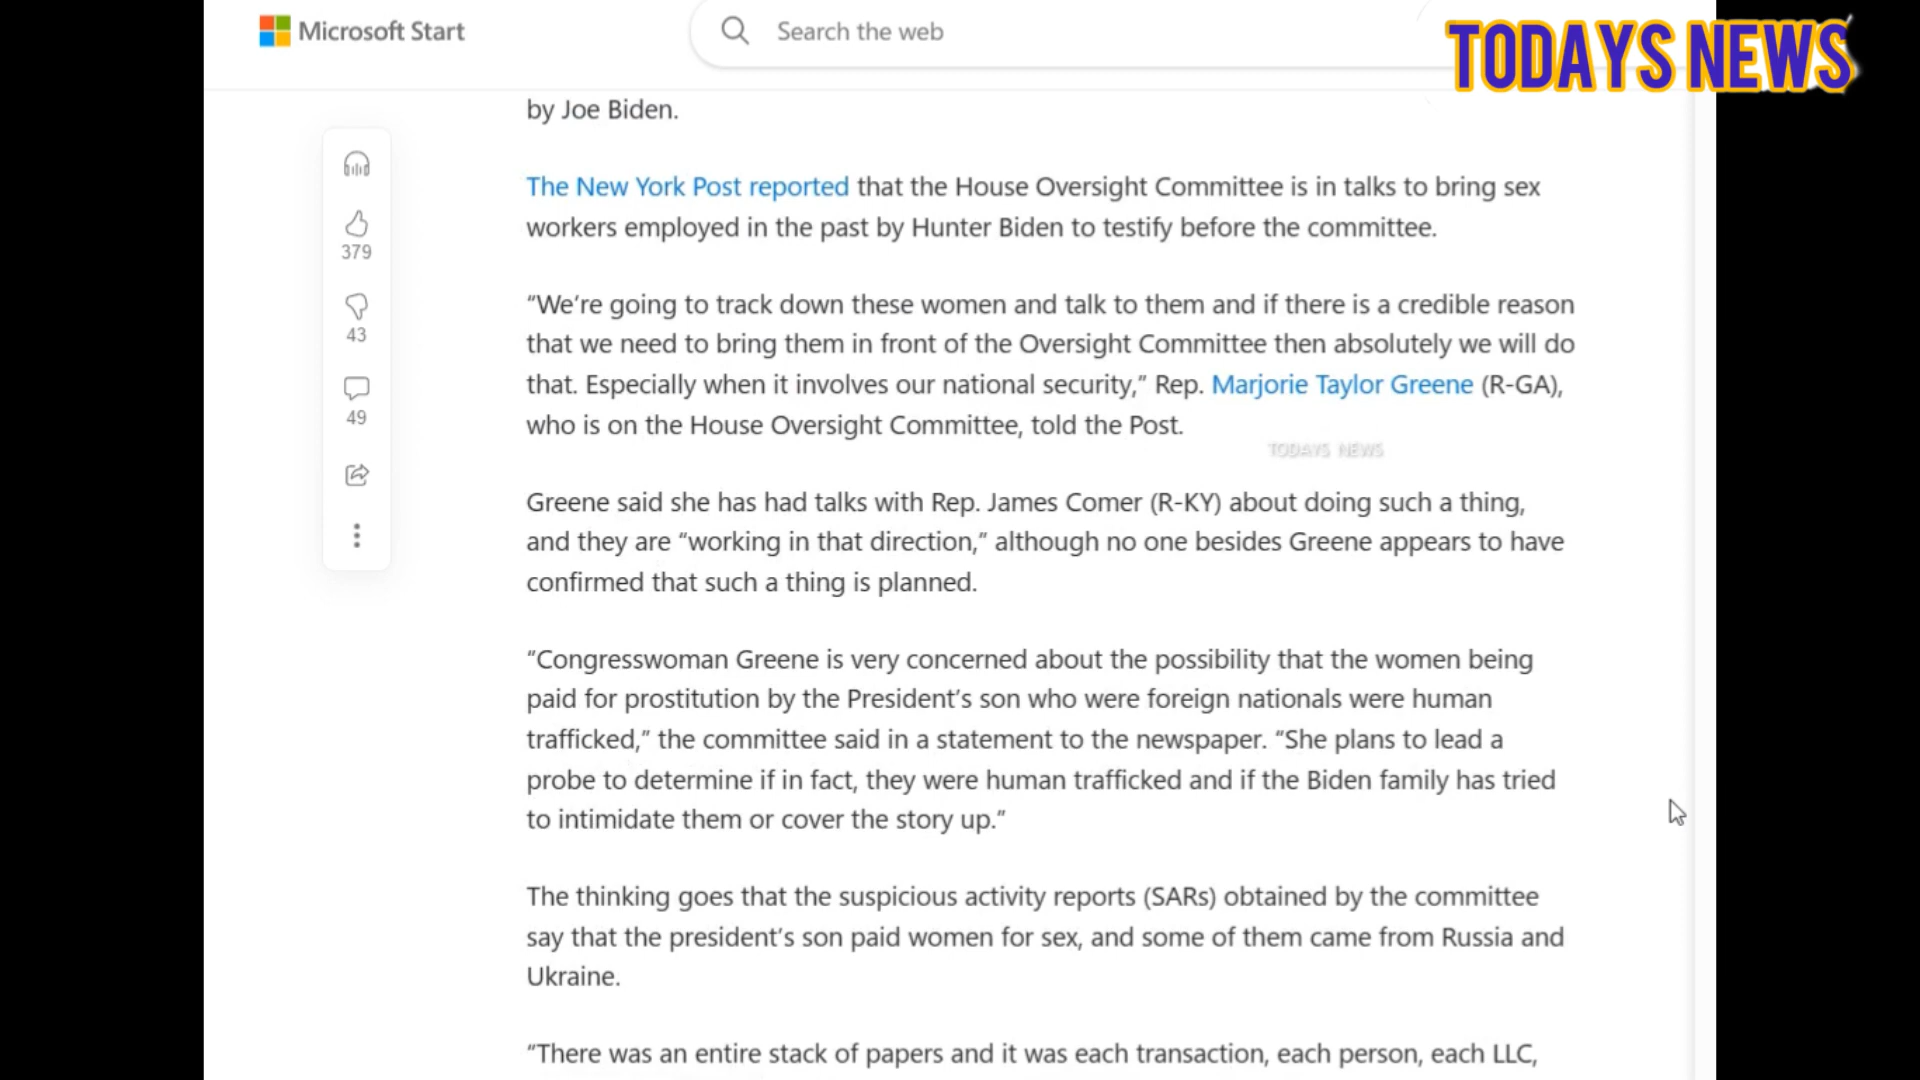 Microsoft Start
Search the web
TODAYS NEWS
by Joe Biden.
The New York Post reported that the House Oversight Committee is in talks to bring sex
workers employed in the past by Hunter Biden to testify before the committee.
379
“We’re going to track down these women and talk to them and if there is a credible reason
43
that we need to bring them in front of the Oversight Committee then absolutely we will do
that. Especially when it involves our national security,” Rep. Marjorie Taylor Greene (R-GA),
49
who is on the House Oversight Committee, told the Post.
TODAYS NEWS
Greene said she has had talks with Rep. James Comer (R-KY) about doing such a thing,
and they are “working in that direction,” although no one besides Greene appears to have
confirmed that such a thing is planned.
“Congresswoman Greene is very concerned about the possibility that the women being
paid for prostitution by the President’s son who were foreign nationals were human
trafficked,” the committee said in a statement to the newspaper. “She plans to lead a
probe to determine if in fact, they were human trafficked and if the Biden family has tried
to intimidate them or cover the story up.”
The thinking goes that the suspicious activity reports (SARs) obtained by the committee
say that the president’s son paid women for sex, and some of them came from Russia and
Ukraine.
“There was an entire stack of papers and it was each transaction, each person, each LLC,